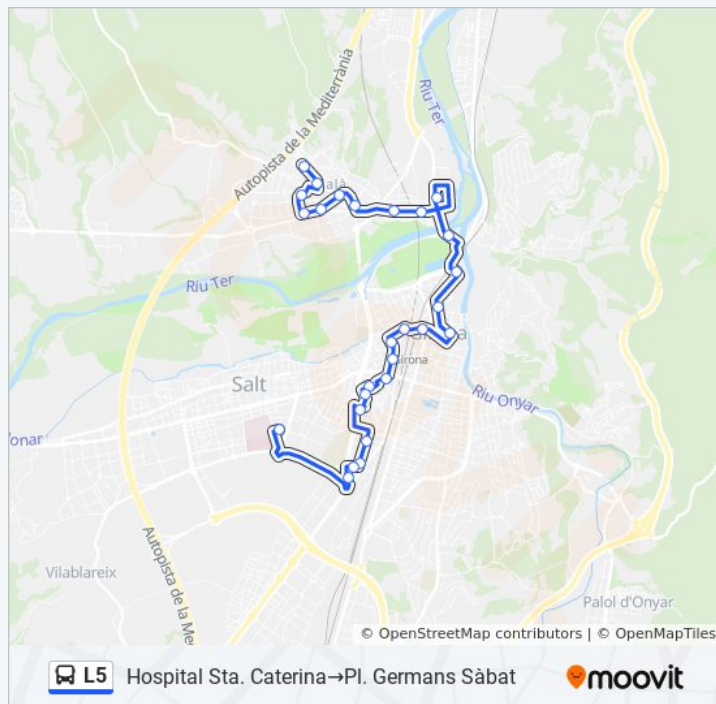 Riu Ter
Autopista de la Mediterrània
Riu Ter
Salt
Girona
Riu Onyar
Vilablareix
Autopista de la Me
Palol d'Onyar
© OpenStreetMap contributors | © OpenMapTiles
L5
Hospital Sta. Caterina→Pl. Germans Sàbat
moovit